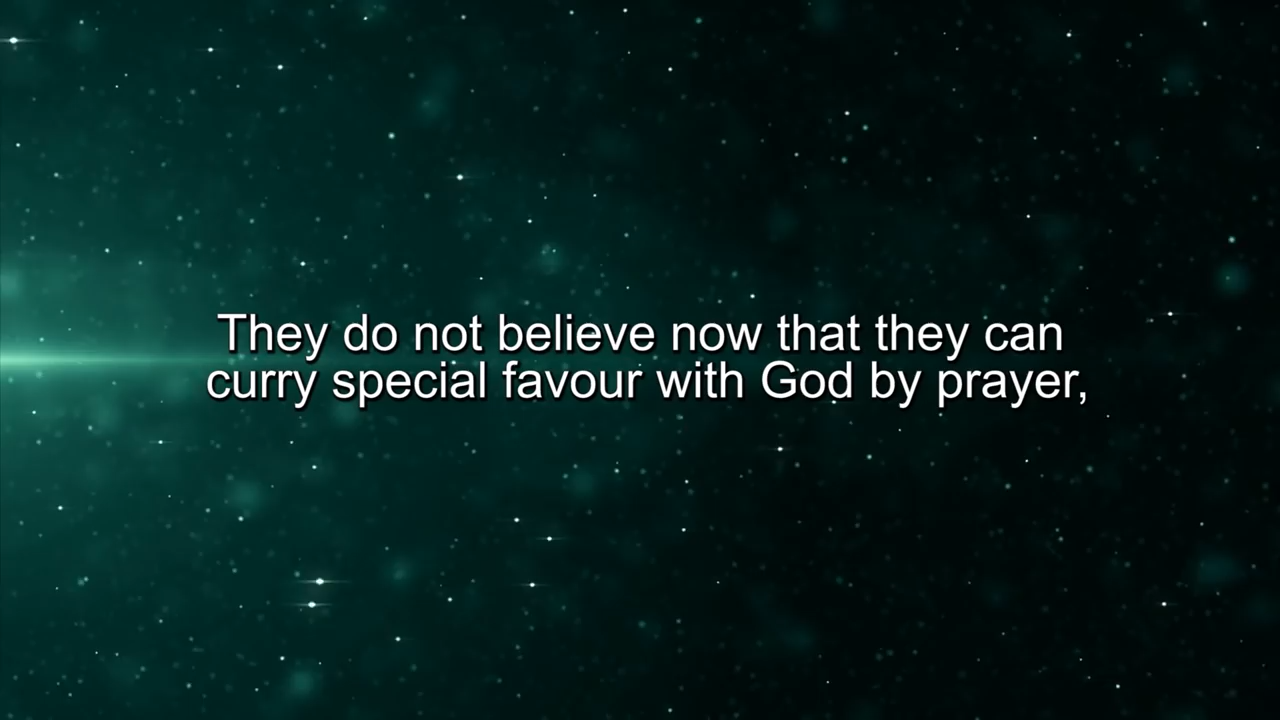 They do not believe now that they can
curry special favour with God by prayer,